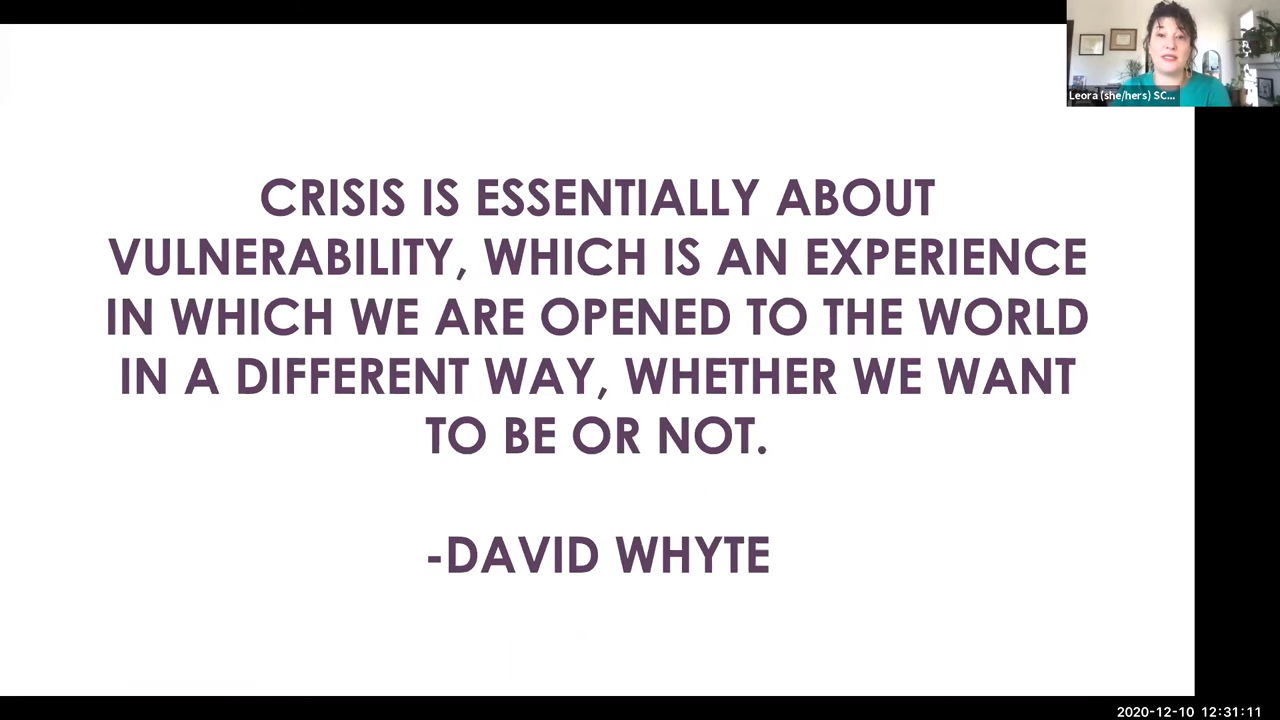 Leora (she/hers) SC...
CRISIS IS ESSENTIALLY ABOUT
VULNERABILITY, WHICH IS AN EXPERIENCE
IN WHICH WE ARE OPENED TO THE WORLD
IN A DIFFERENT WAY, WHETHER WE WANT
TO BE OR NOT.
-DAVID WHYTE
2020-12-10 12:31:11